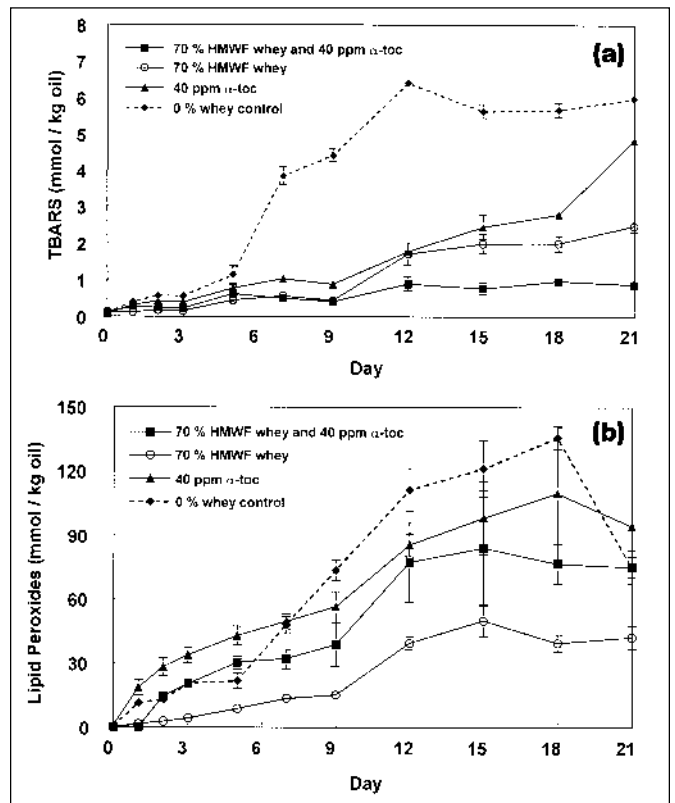 (a)
70 % HMWF whey and 40 ppm α-toc
70 % HMWF whey
40 ppm α-toc
0 % whey control
TBARS (mmol / kg oil)
8
7
6
5
4
3
2
1
0
0 3 6 9 12 15 18 21
Day
(b)
70 % HMWF whey and 40 ppm α-toc
70 % HMWF whey
40 ppm α-toc
0 % whey control
Lipid Peroxides (mmol / kg oil)
150
120
90
60
30
0
0 3 6 9 12 15 18 21
Day